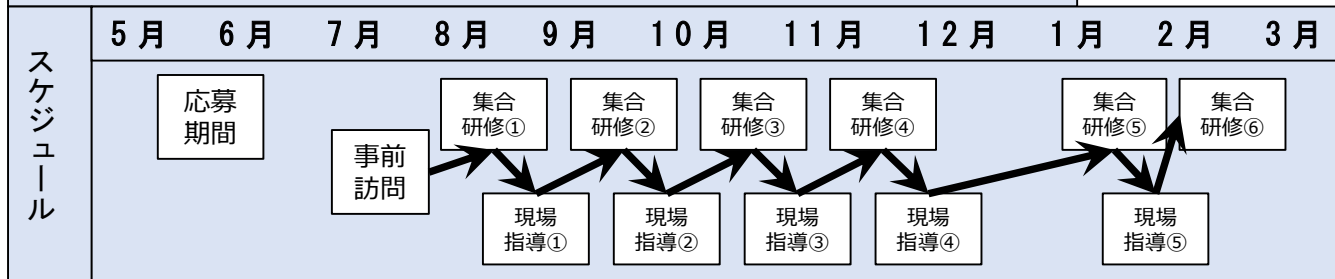 スケジュール
5月 6月 7月 8月 9月 10月 11月 12月 1月 2月 3月
応募
期間
事前
訪問
集合
研修①
現場
指導①
集合
研修②
現場
指導②
集合
研修③
現場
指導③
集合
研修④
現場
指導④
集合
研修⑤
現場
指導⑤
集合
研修⑥